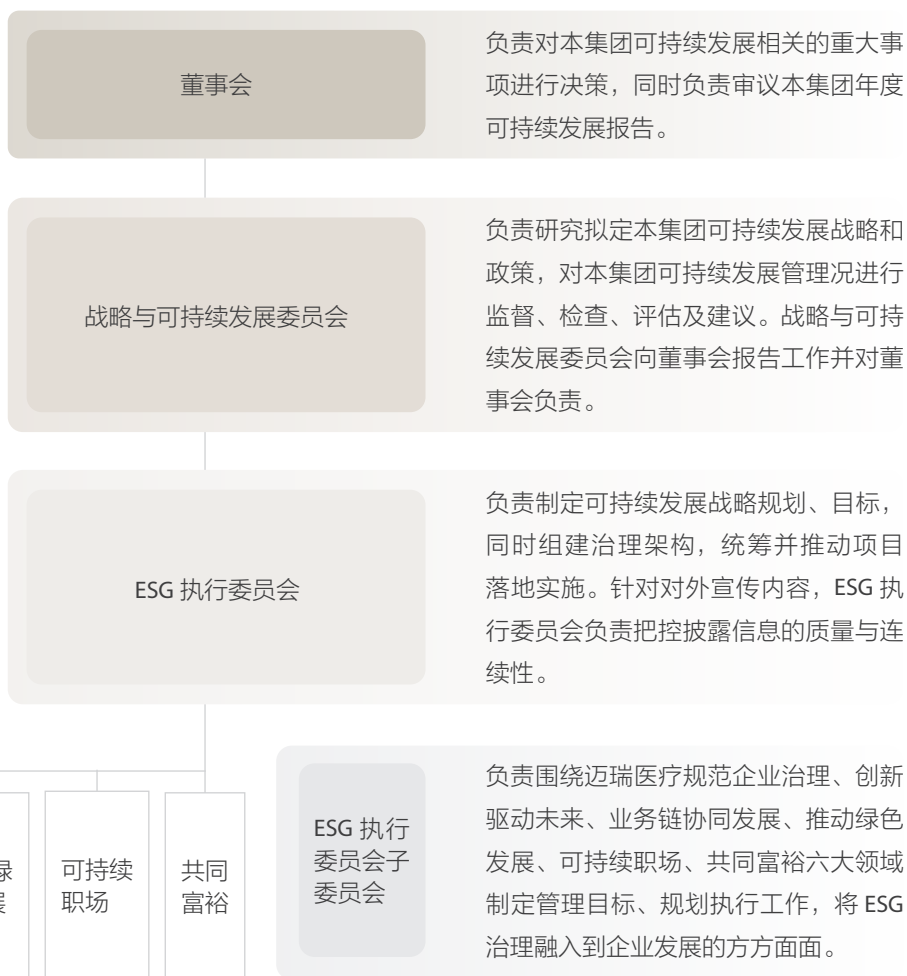 董事会
负责对本集团可持续发展相关的重大事
项进行决策，同时负责审议本集团年度
可持续发展报告。
战略与可持续发展委员会
负责研究拟定本集团可持续发展战略和
政策，对本集团可持续发展管理况进行
监督、检查、评估及建议。战略与可持
续发展委员会向董事会报告工作并对董
事会负责。
ESG 执行委员会
负责制定可持续发展战略规划、目标，
同时组建治理架构，统筹并推动项目
落地实施。针对对外宣传内容，ESG 执
行委员会负责把控披露信息的质量与连
续性。
可持续
职场
共同
富裕
ESG 执行
委员会子
委员会
负责围绕迈瑞医疗规范企业治理、创新
驱动未来、业务链协同发展、推动绿色
发展、可持续职场、共同富裕六大领域
制定管理目标、规划执行工作，将 ESG
治理融入到企业发展的方方面面。